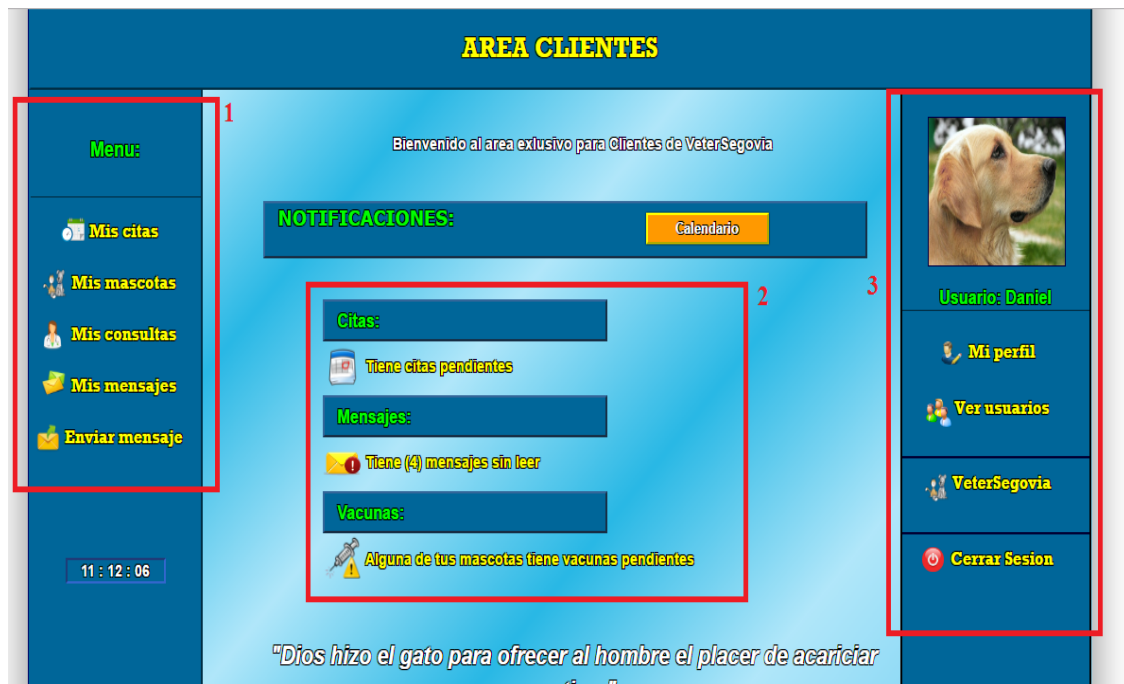 AREA CLIENTES
1
Menu:
Mis citas
Mis mascotas
Mis consultas
Mis mensajes
Enviar mensaje
11 : 12 : 06
Bienvenido al area exlusivo para Clientes de VeterSegovia
NOTIFICACIONES:
Calendario
2
Citas:
Tiene citas pendientes
Mensajes:
Tiene (4) mensajes sin leer
Vacunas:
Alguna de tus mascotas tiene vacunas pendientes
"Dios hizo el gato para ofrecer al hombre el placer de acariciar
3
Usuario: Daniel
Mi perfil
Ver usuarios
VeterSegovia
Cerrar Sesion